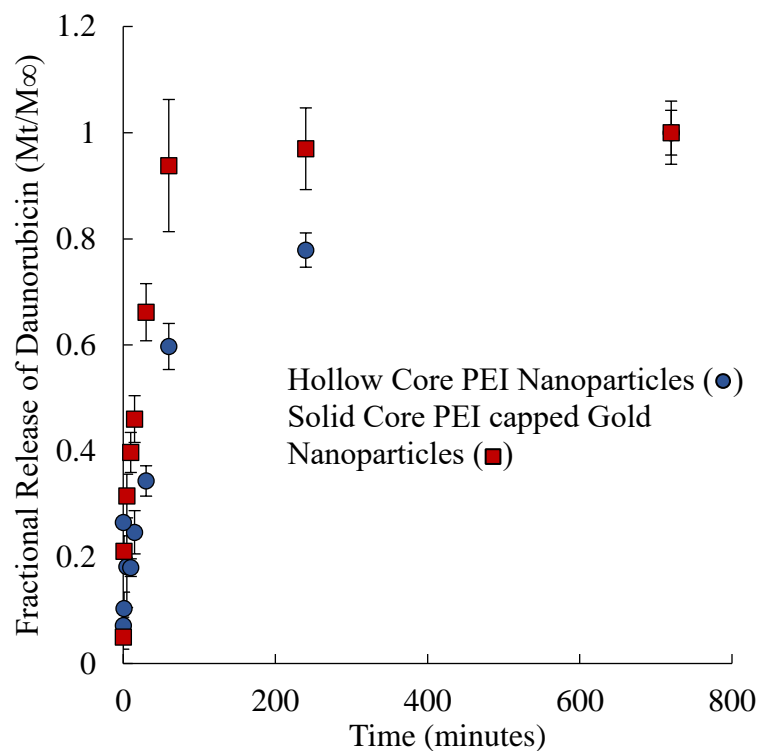 Fractional Release of Daunorubicin (Mt/M∞)
1.2
1
0.8
0.6
0.4
0.2
0
Hollow Core PEI Nanoparticles (●)
Solid Core PEI capped Gold
Nanoparticles (■)
0 200 400 600 800
Time (minutes)